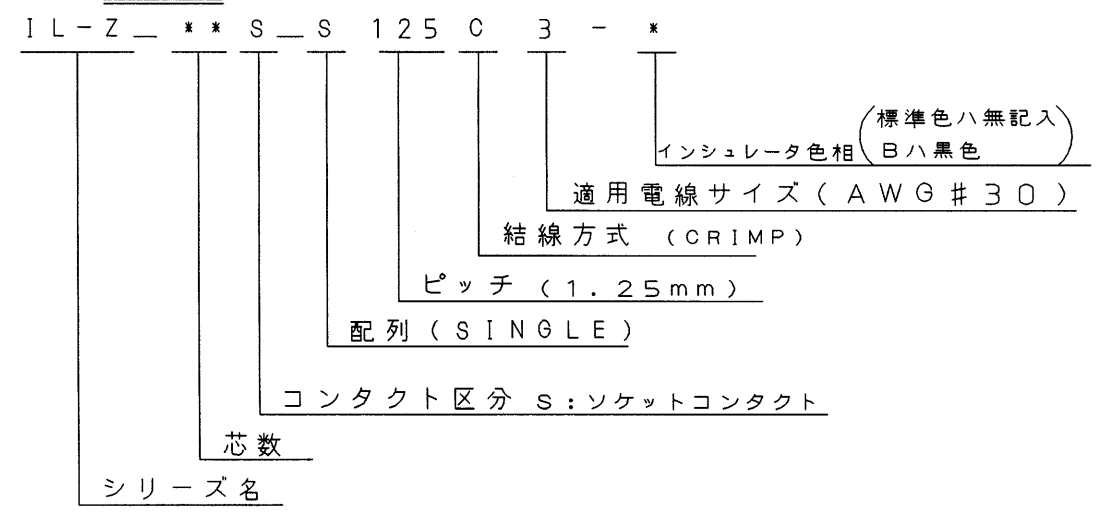 IL-Z_ **S_S 125C 3 - *
(標準色ハ無記入
インシュレータ色相 Bハ黒色)
適用電線サイズ(AWG#30)
結線方式 (CRIMP)
ピッチ (1.25mm)
配列(SINGLE)
コンタクト区分 S:ソケットコンタクト
芯数
シリーズ名